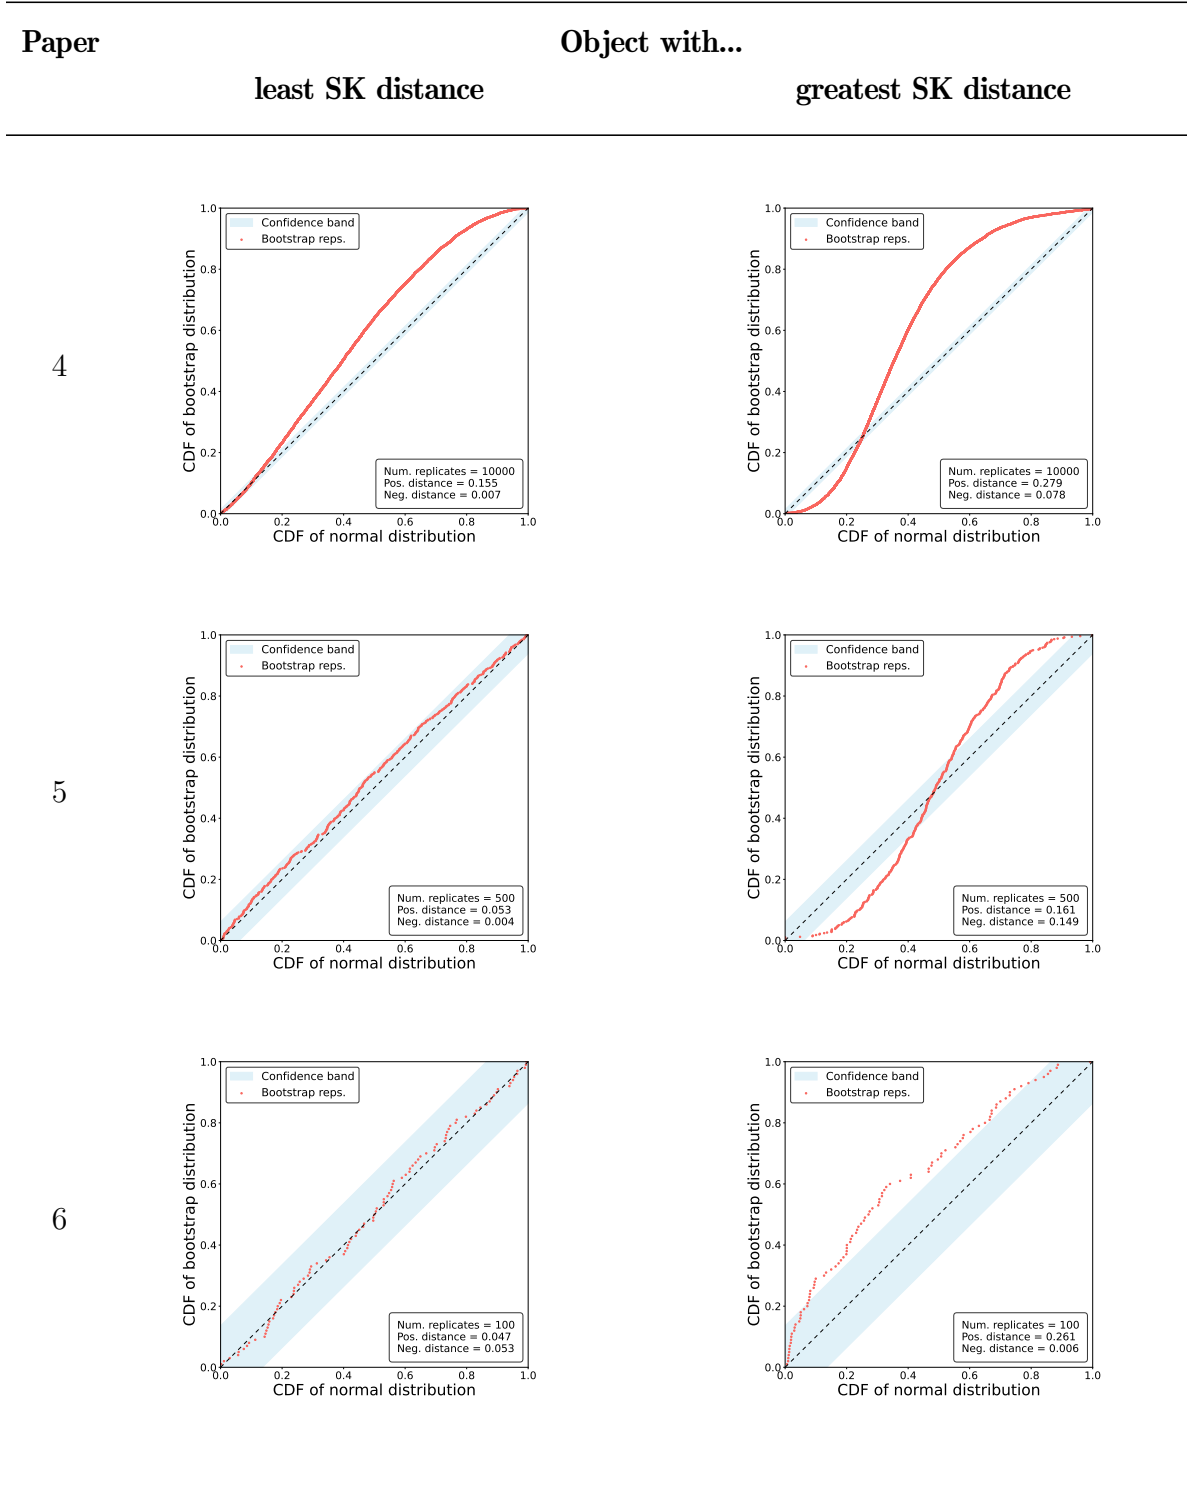 Paper
Object with...
least SK distance
greatest SK distance
4
CDF of bootstrap distribution
1.0
0.8
0.6
0.4
0.2
0.0
Confidence band
Bootstrap reps.
Num. replicates = 10000
Pos. distance = 0.155
Neg. distance = 0.007
0.0 0.2 0.4 0.6 0.8 1.0
CDF of normal distribution
CDF of bootstrap distribution
1.0
0.8
0.6
0.4
0.2
0.0
Confidence band
Bootstrap reps.
Num. replicates = 10000
Pos. distance = 0.279
Neg. distance = 0.078
0.0 0.2 0.4 0.6 0.8 1.0
CDF of normal distribution
5
CDF of bootstrap distribution
1.0
0.8
0.6
0.4
0.2
0.0
Confidence band
Bootstrap reps.
Num. replicates = 500
Pos. distance = 0.053
Neg. distance = 0.004
0.0 0.2 0.4 0.6 0.8 1.0
CDF of normal distribution
CDF of bootstrap distribution
1.0
0.8
0.6
0.4
0.2
0.0
Confidence band
Bootstrap reps.
Num. replicates = 500
Pos. distance = 0.161
Neg. distance = 0.149
0.0 0.2 0.4 0.6 0.8 1.0
CDF of normal distribution
6
CDF of bootstrap distribution
1.0
0.8
0.6
0.4
0.2
0.0
Confidence band
Bootstrap reps.
Num. replicates = 100
Pos. distance = 0.047
Neg. distance = 0.053
0.0 0.2 0.4 0.6 0.8 1.0
CDF of normal distribution
CDF of bootstrap distribution
1.0
0.8
0.6
0.4
0.2
0.0
Confidence band
Bootstrap reps.
Num. replicates = 100
Pos. distance = 0.261
Neg. distance = 0.006
0.0 0.2 0.4 0.6 0.8 1.0
CDF of normal distribution